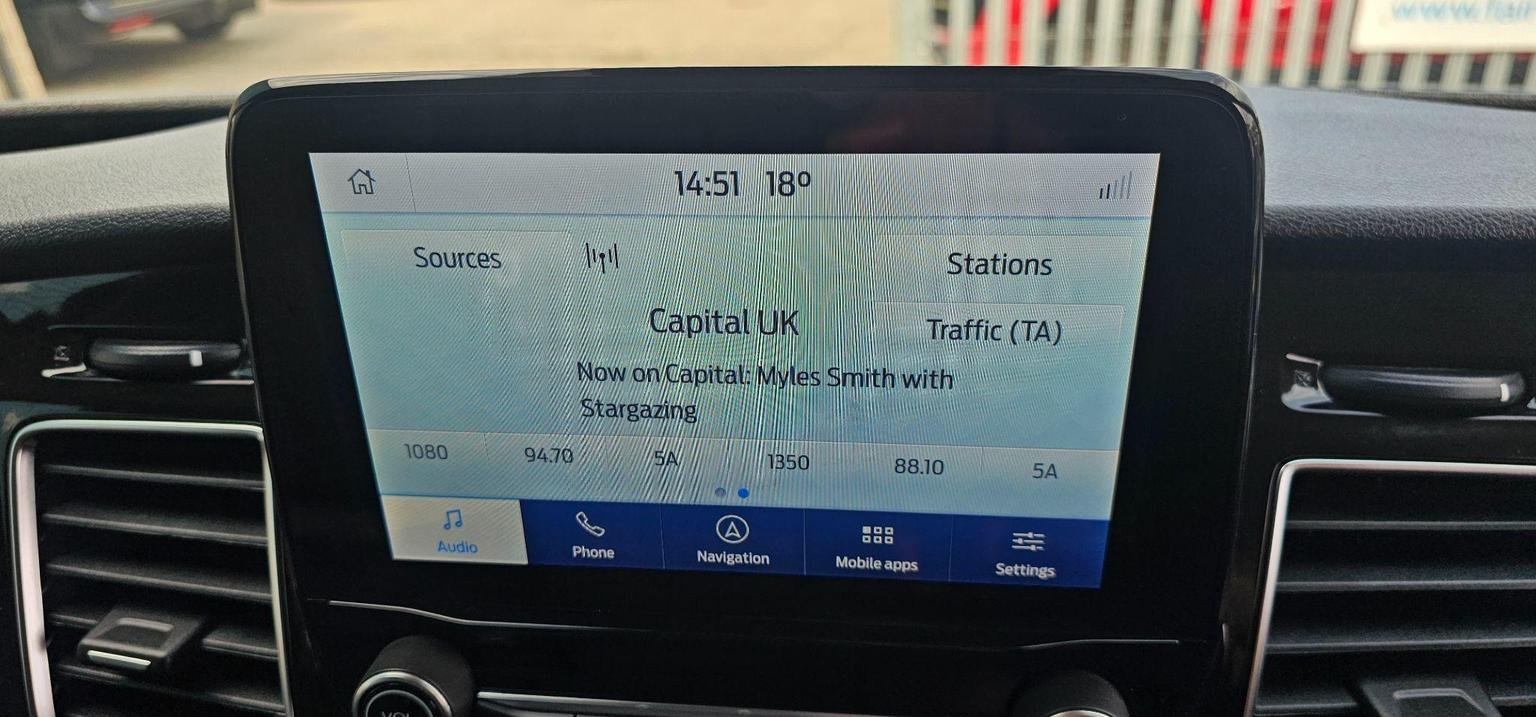 14:51 18°
Sources
Stations
Capital UK
Traffic (TA)
Now on Capital: Myles Smith with
Stargazing
1080 94.70 5A 1350 88.10 5A
Audio Phone Navigation Mobile apps Settings
VOL